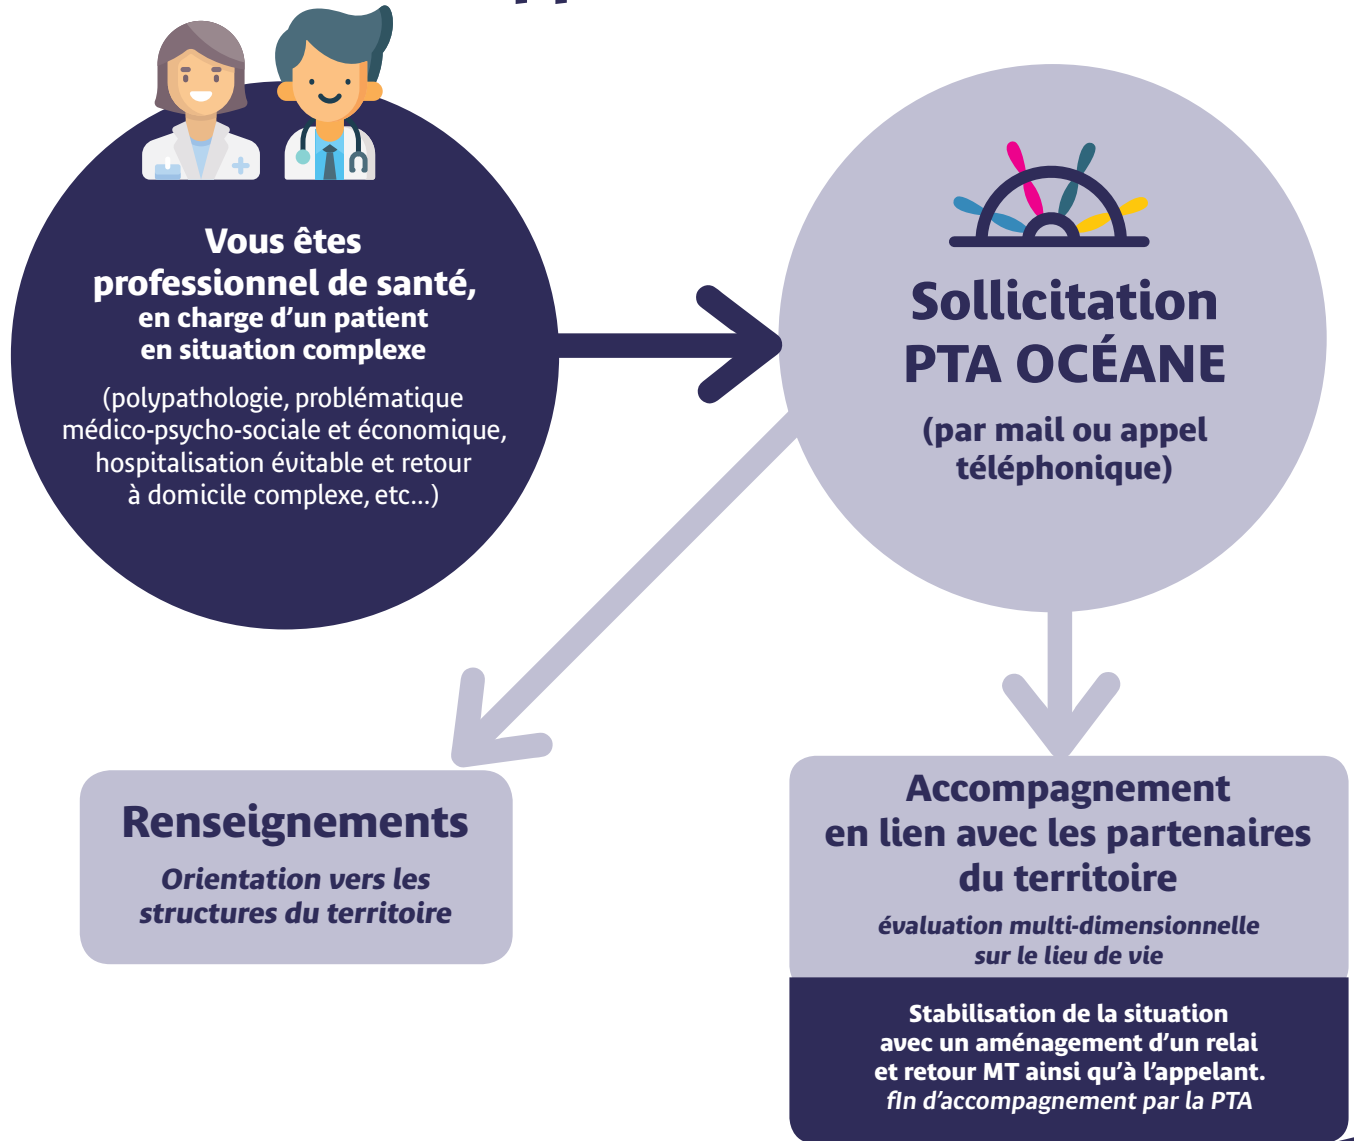 Vous êtes
professionnel de santé,
en charge d'un patient
en situation complexe
(polypathologie, problématique
médico-psycho-sociale et économique,
hospitalisation évitable et retour
à domicile complexe, etc...)
Sollicitation
PTA OCÉANE
(par mail ou appel
téléphonique)
Renseignements
Orientation vers les
structures du territoire
Accompagnement
en lien avec les partenaires
du territoire
évaluation multi-dimensionnelle
sur le lieu de vie
Stabilisation de la situation
avec un aménagement d'un relai
et retour MT ainsi qu'à l'appelant.
fIn d'accompagnement par la PTA